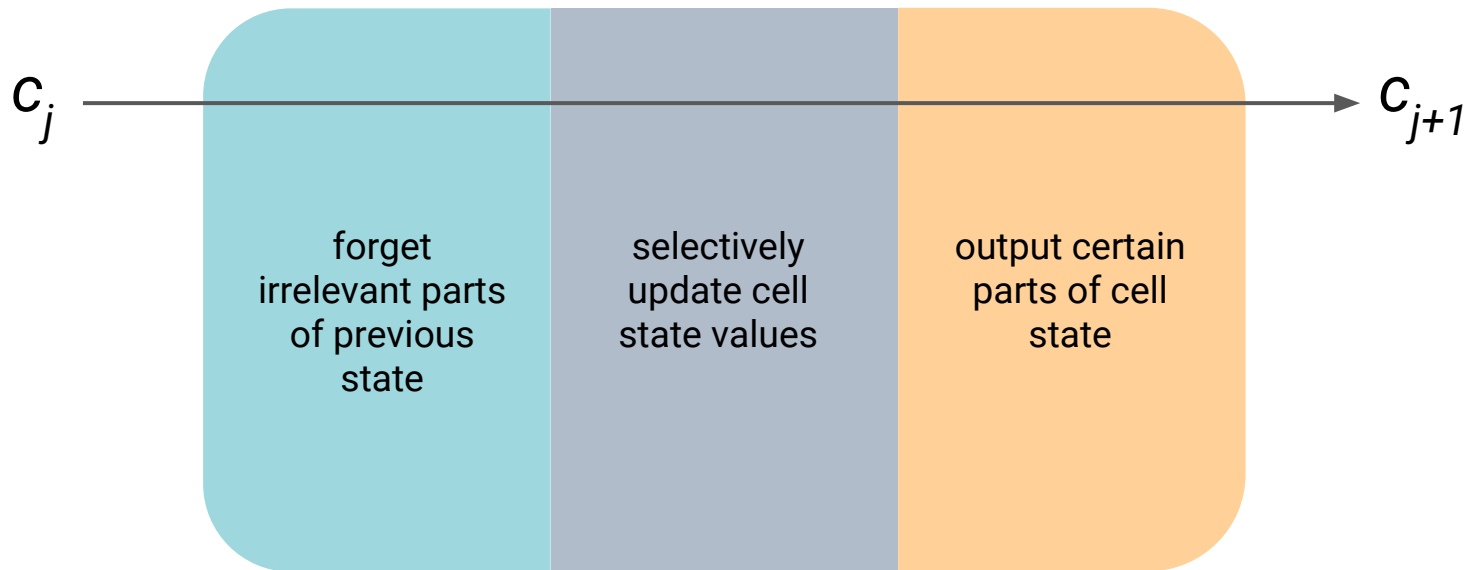 c_j
c_{j+1}
forget
irrelevant parts
of previous
state
selectively
update cell
state values
output certain
parts of cell
state